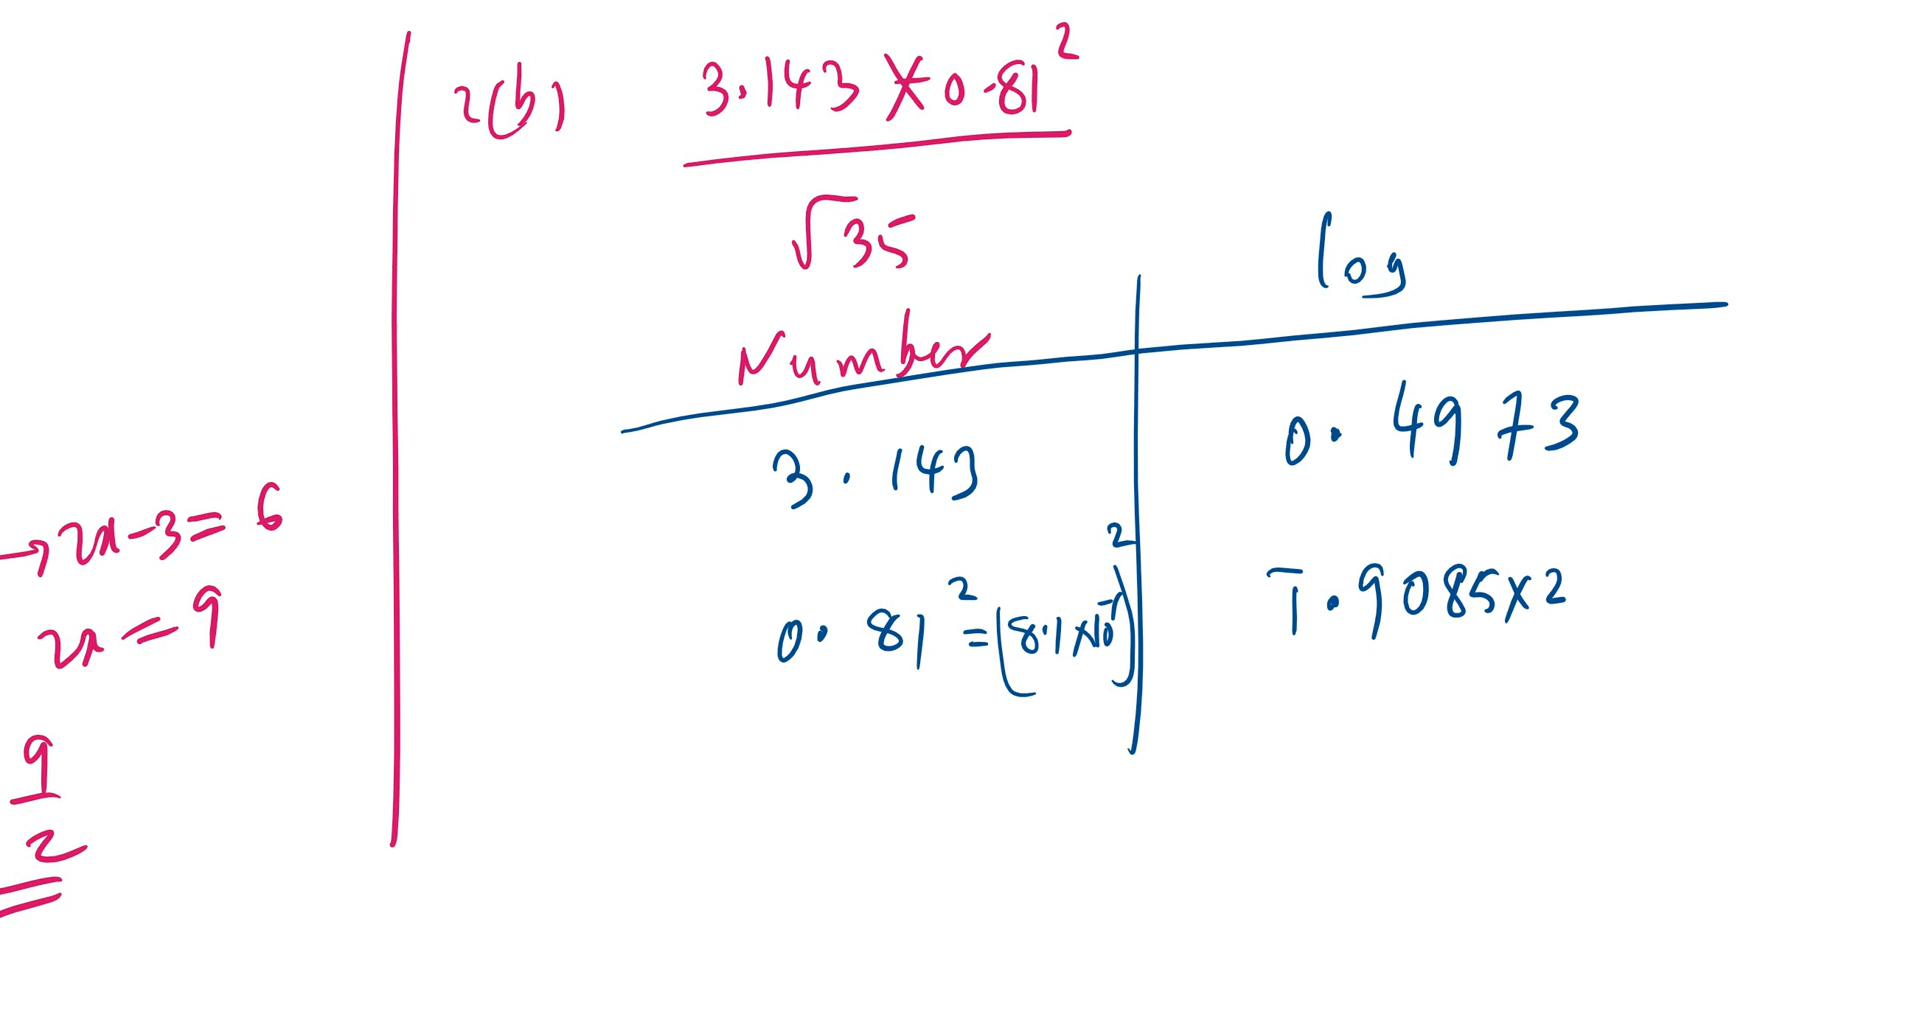 → 2x-3 = 6
2x = 9
9
2
2(b) 3.143 × 0.81²
√35
Number log
3.143 0.4973
0.81² = (8.1×10⁻¹)² T.9085×2